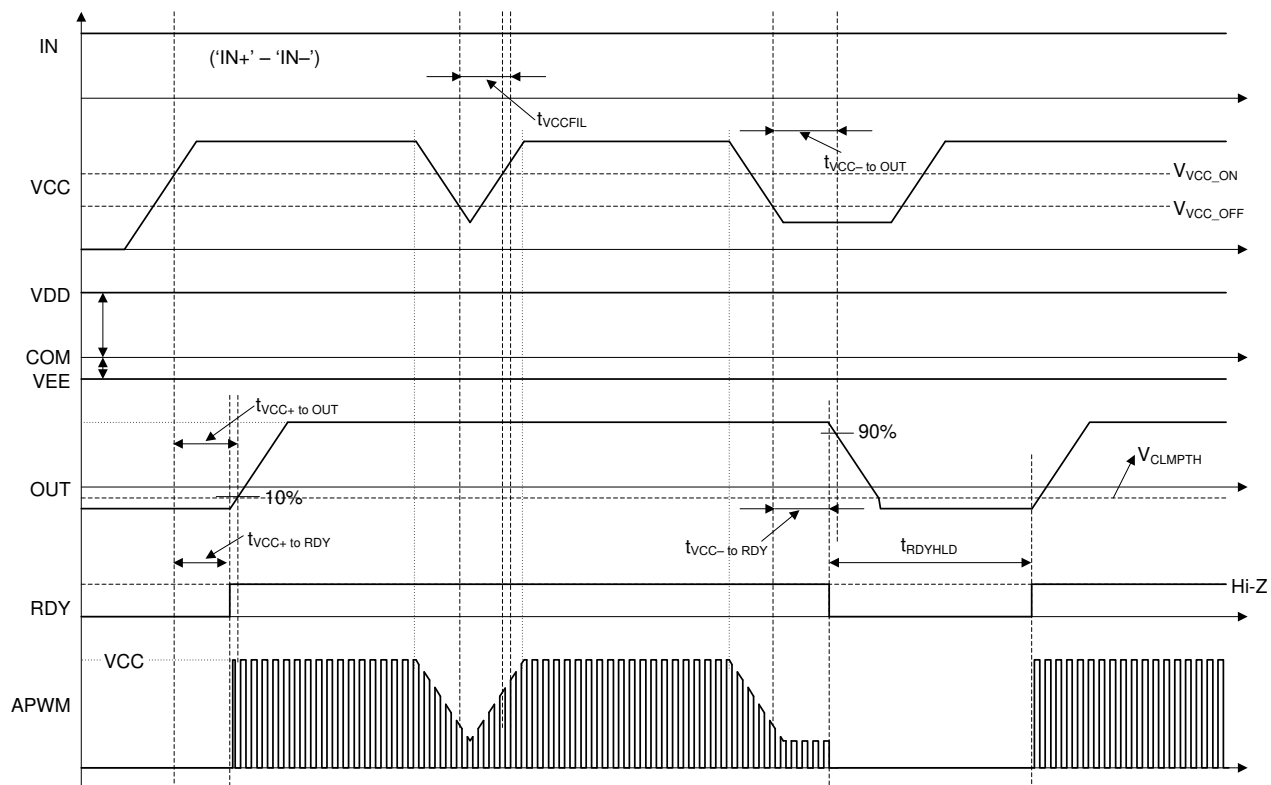 IN
('IN+' – 'IN–')
tVCCFIL
tVCC– to OUT
VCC
VVCC_ON
VVCC_OFF
VDD
COM
VEE
tVCC+ to OUT
90%
VCLMPTH
OUT
10%
tVCC+ to RDY
tVCC– to RDY
tRDYHLD
Hi-Z
RDY
VCC
APWM